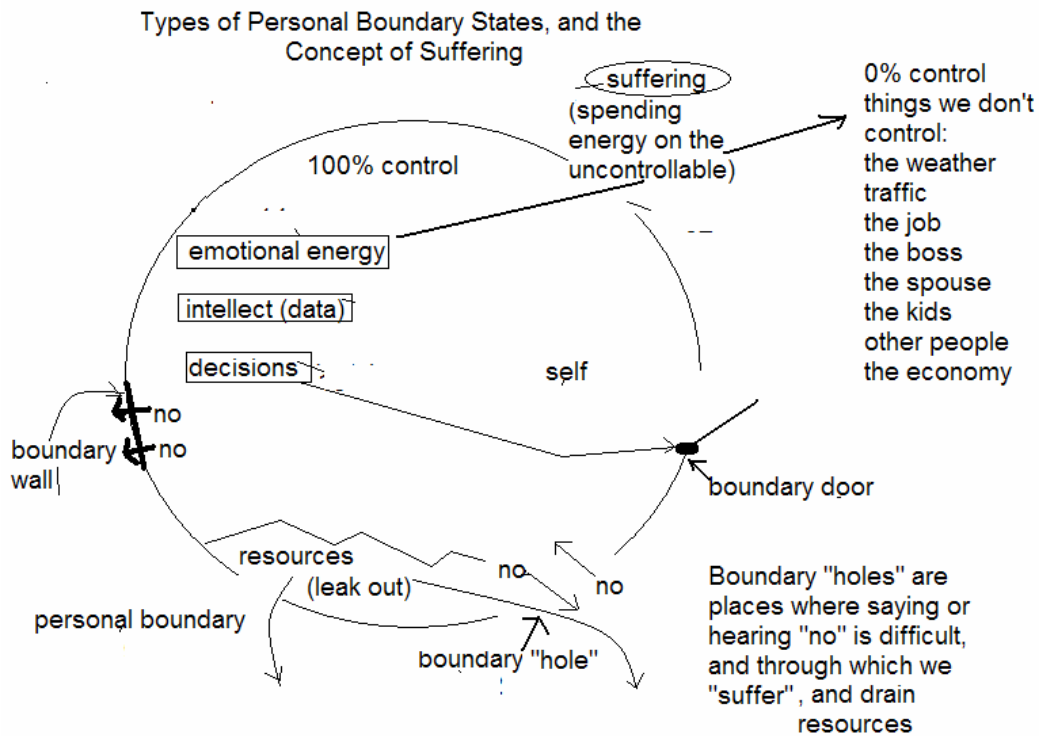 Types of Personal Boundary States, and the
Concept of Suffering
suffering
(spending
energy on the
uncontrollable)
0% control
things we don't
control:
the weather
traffic
the job
the boss
the spouse
the kids
other people
the economy
100% control
emotional energy
intellect (data)
decisions
self
no
no
boundary
wall
boundary door
resources
(leak out)
no
no
personal boundary
boundary "hole"
Boundary "holes" are
places where saying or
hearing "no" is difficult,
and through which we
"suffer", and drain
resources